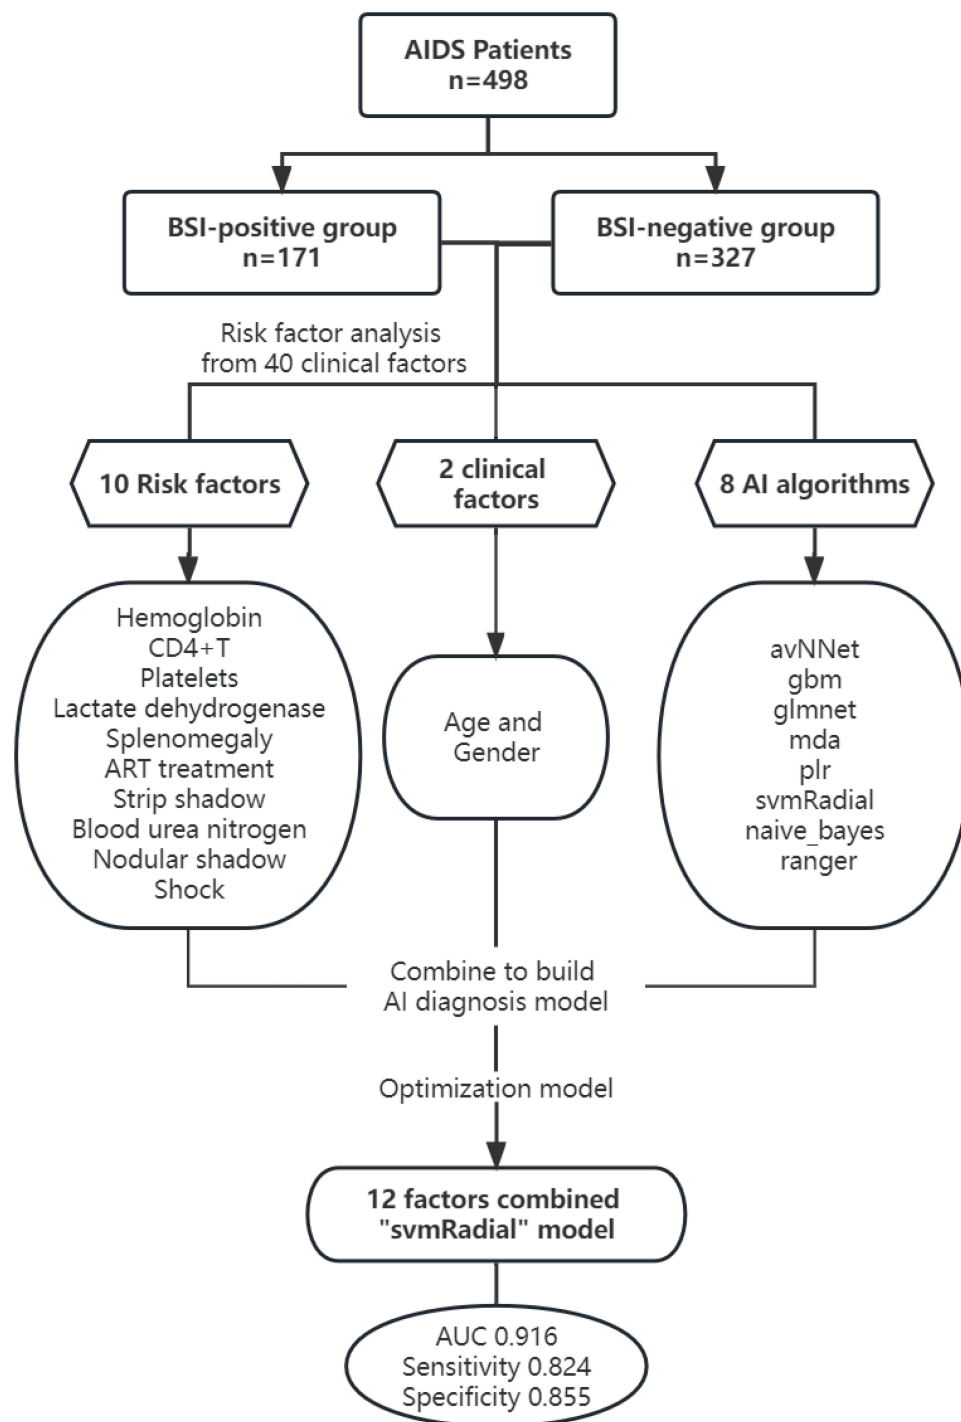 AIDS Patients
n=498
BSI-positive group
n=171
BSI-negative group
n=327
Risk factor analysis
from 40 clinical factors
10 Risk factors
2 clinical
factors
8 AI algorithms
Hemoglobin
CD4+T
Platelets
Lactate dehydrogenase
Splenomegaly
ART treatment
Strip shadow
Blood urea nitrogen
Nodular shadow
Shock
Age and
Gender
avNNet
gbm
glmnet
mda
plr
svmRadial
naive_bayes
ranger
Combine to build
AI diagnosis model
Optimization model
12 factors combined
"svmRadial" model
AUC 0.916
Sensitivity 0.824
Specificity 0.855